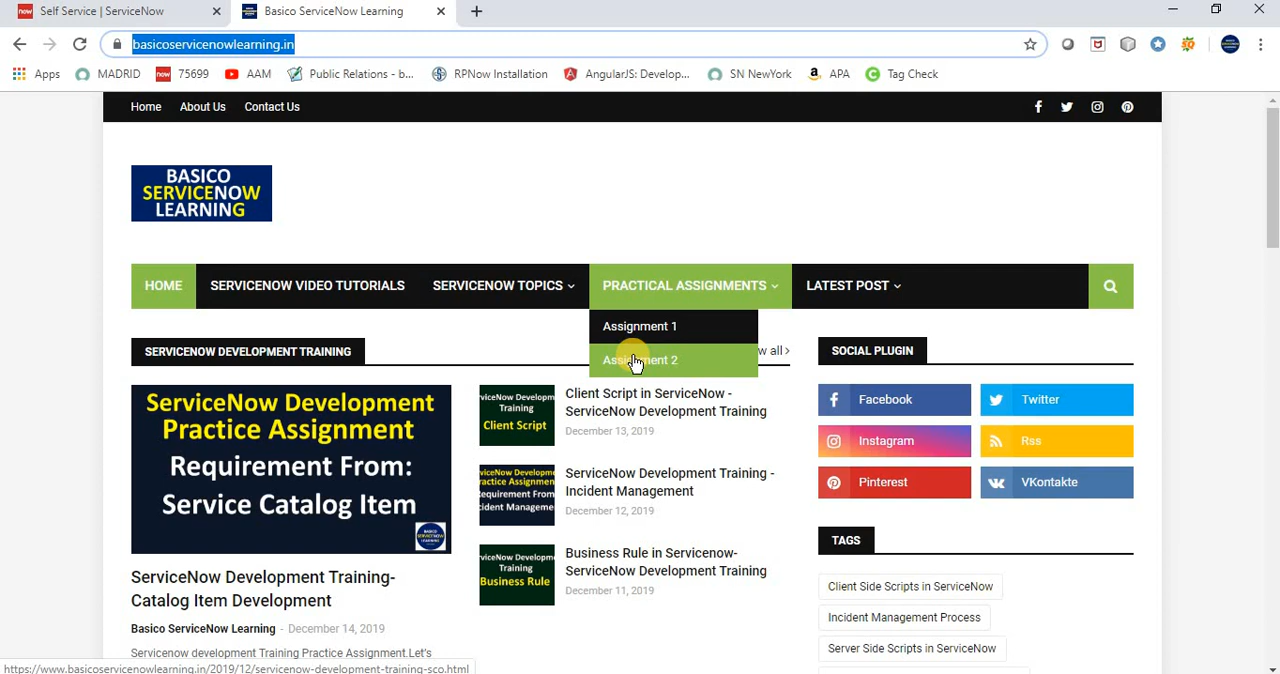 Self Service | ServiceNow
Basico ServiceNow Learning
basicoservicenowlearning.in
Apps
MADRID
75699
AAM
Public Relations - b...
RPNow Installation
AngularJS: Develop...
SN NewYork
APA
Tag Check
Home
About Us
Contact Us
BASICO
SERVICENOW
LEARNING
HOME
SERVICENOW VIDEO TUTORIALS
SERVICENOW TOPICS
PRACTICAL ASSIGNMENTS
LATEST POST
Assignment 1
2
SERVICENOW DEVELOPMENT TRAINING
all
ServiceNow Development
Practice Assignment
Requirement From:
Service Catalog Item
ServiceNow Development Training-
Catalog Item Development
Basico ServiceNow Learning - December 14, 2019
Servicenow development Training Practice Assignment.Let's
Training
Client Script
Client Script in ServiceNow -
ServiceNow Development Training
December 13, 2019
ServiceNow Development Training -
Incident Management
December 12, 2019
Training
Business Rule
Business Rule in Servicenow-
ServiceNow Development Training
December 11, 2019
SOCIAL PLUGIN
Facebook
Twitter
Instagram
Rss
Pinterest
VKontakte
TAGS
Client Side Scripts in ServiceNow
Incident Management Process
Server Side Scripts in ServiceNow
https://www.basicoservicenowlearning.in/2019/12/servicenow-development-training-sco.html